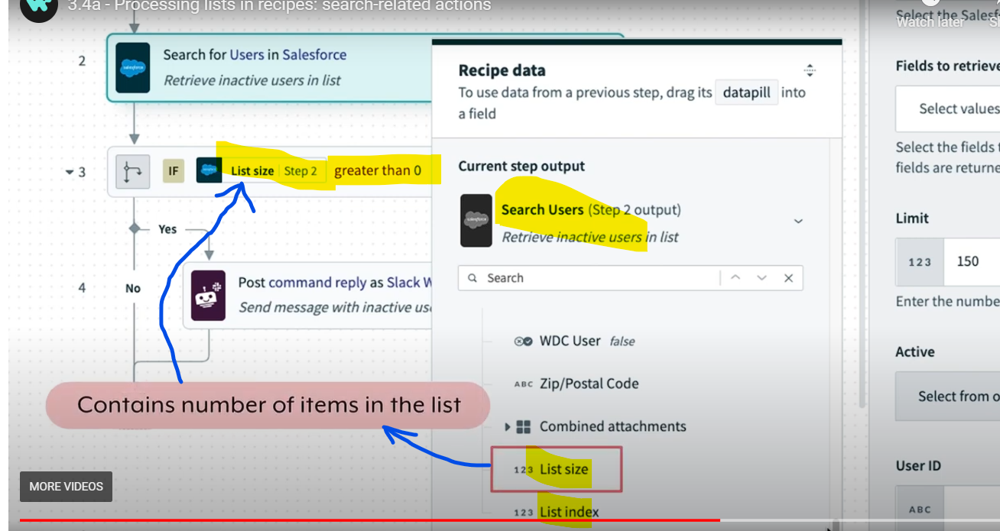 3.4a - Processing lists in recipes: search-related actions
Watch later
Select the Salesf
2
Search for Users in Salesforce
Retrieve inactive users in list
3
IF
salesforce
List size | Step 2
greater than 0
Yes
4
No
Post command reply as Slack W
Send message with inactive use
Contains number of items in the list
MORE VIDEOS
Recipe data
To use data from a previous step, drag its datapill into
a field
Current step output
Search Users (Step 2 output)
Retrieve inactive users in list
Search
WDC User false
ABC Zip/Postal Code
Combined attachments
123 List size
123 List index
Fields to retrieve
Select values
Select the fields t
fields are returne
Limit
123 150
Enter the numbe
Active
Select from o
User ID
ABC